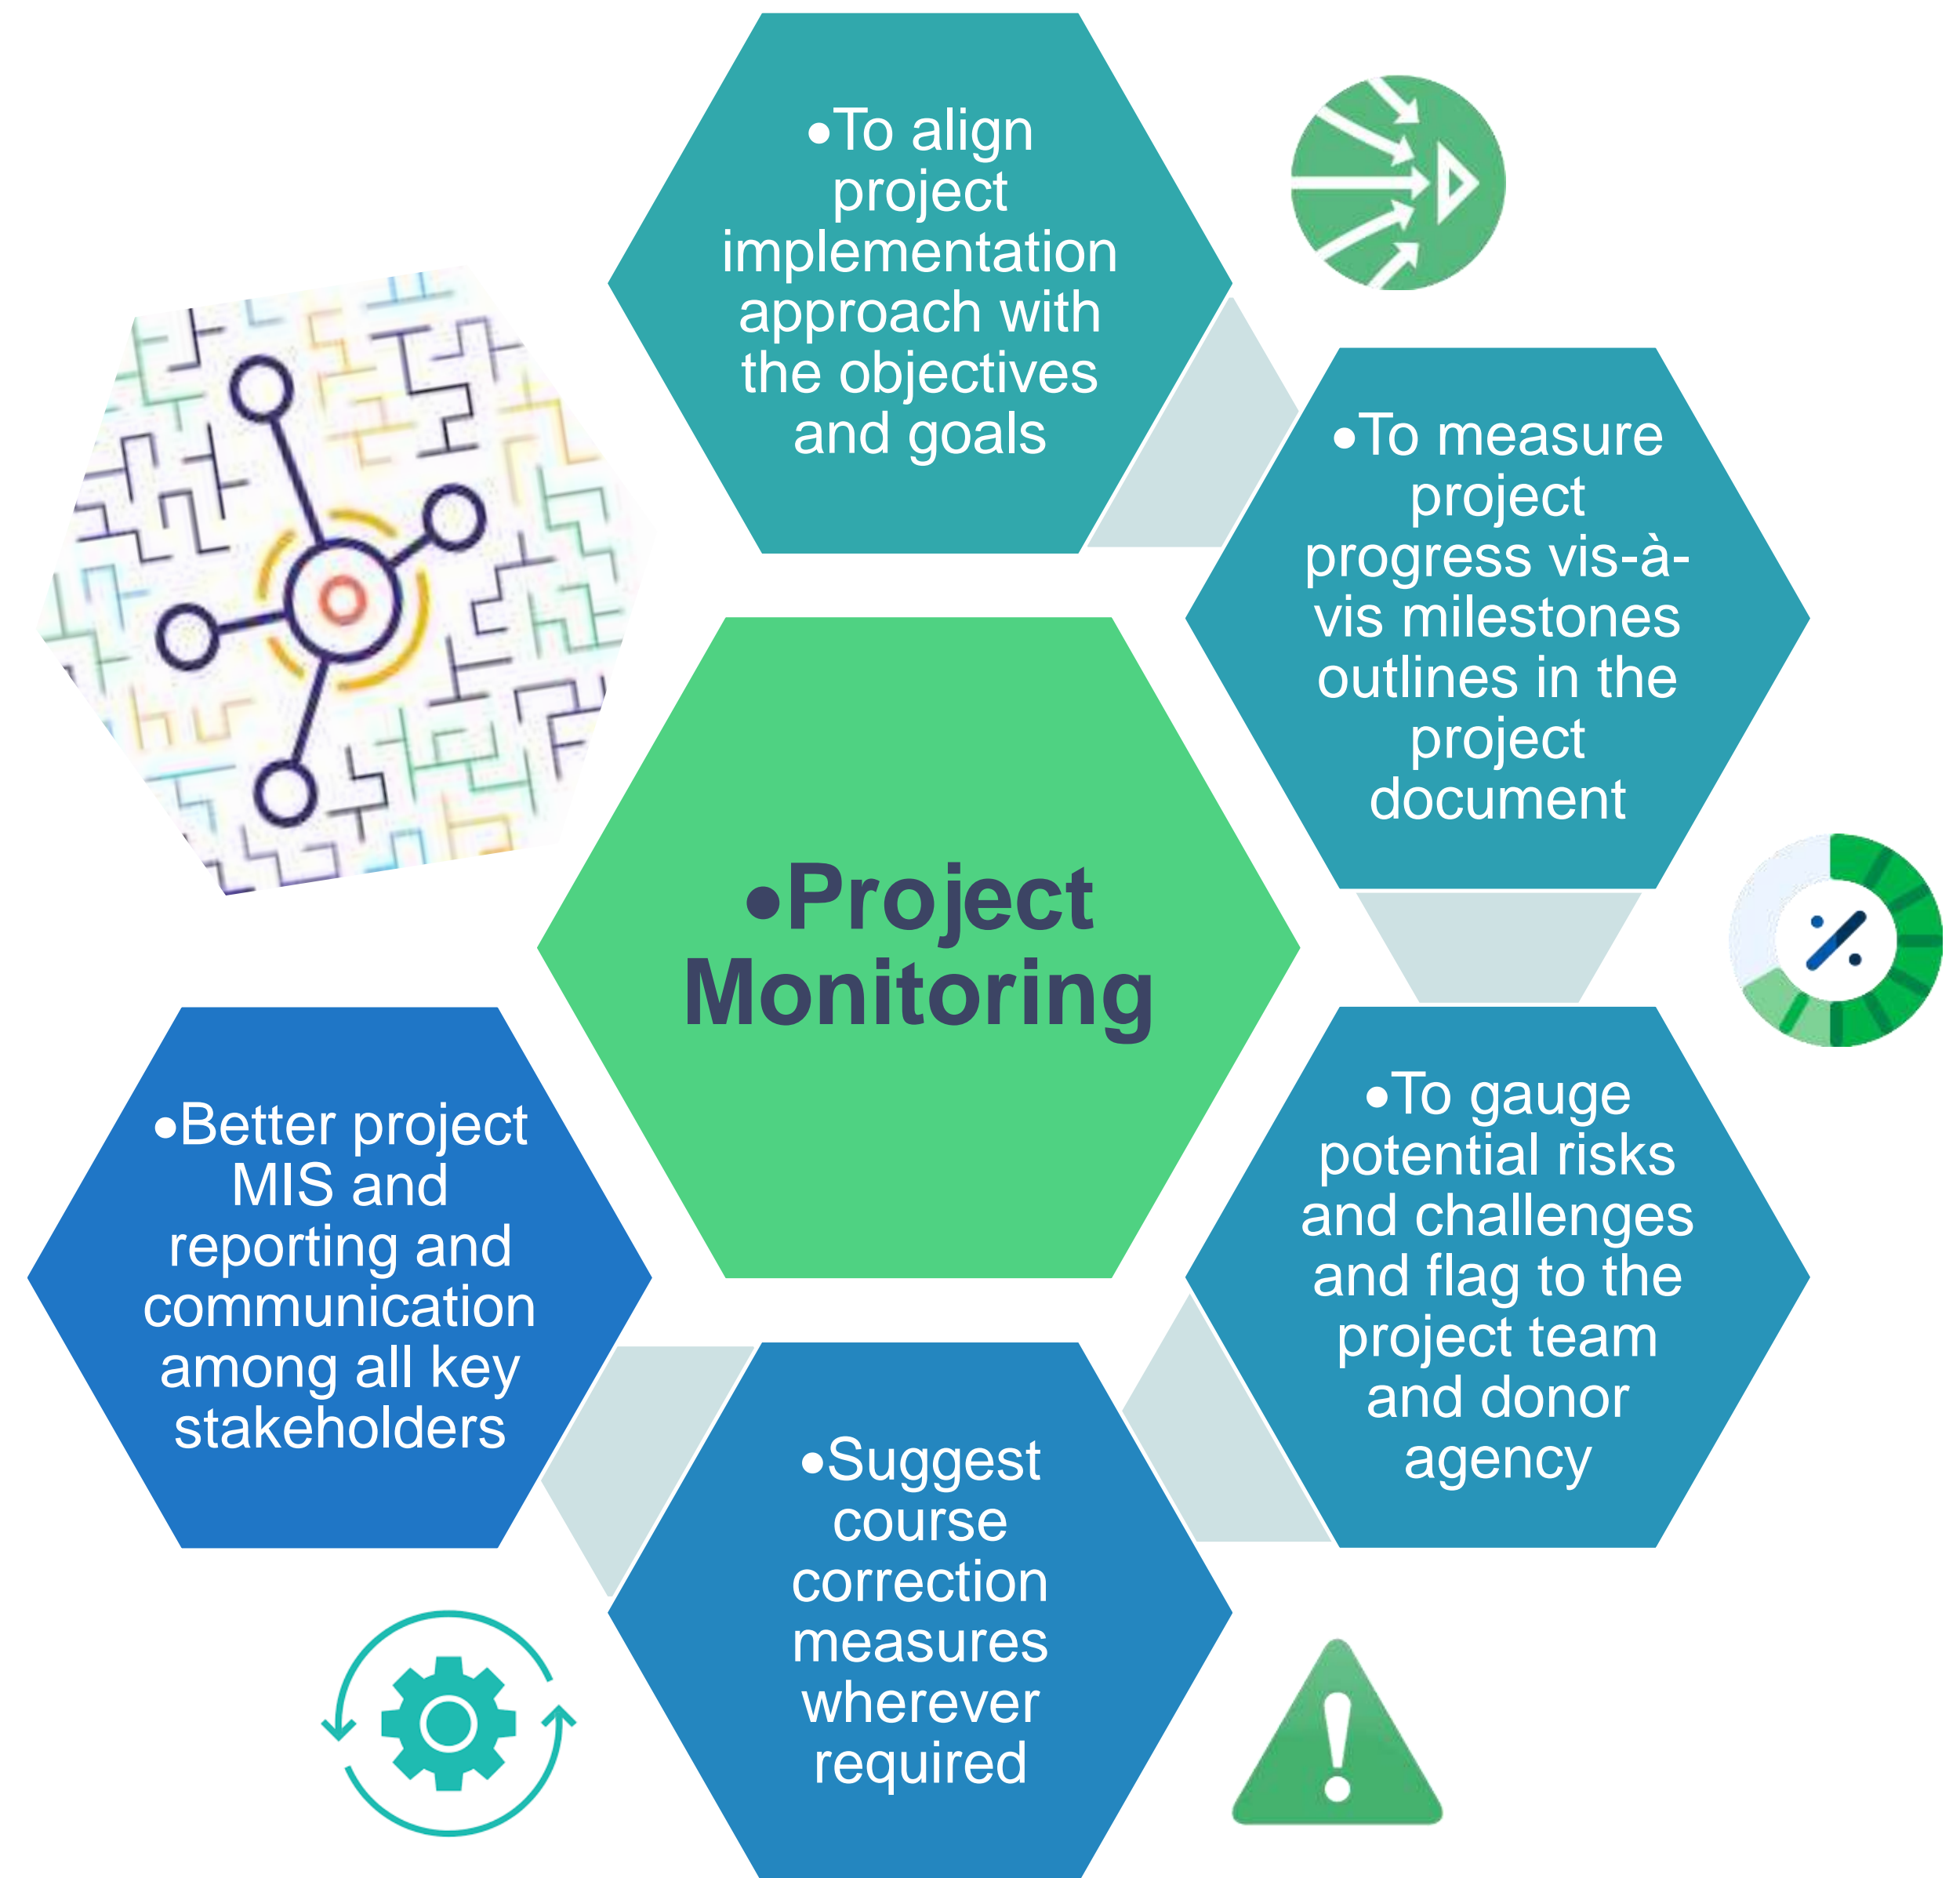 •To align
project
implementation
approach with
the objectives
and goals
•To measure
project
progress vis-à-
vis milestones
outlines in the
project
document
•Project
Monitoring
•To gauge
potential risks
and challenges
and flag to the
project team
and donor
agency
•Suggest
course
correction
measures
wherever
required
•Better project
MIS and
reporting and
communication
among all key
stakeholders